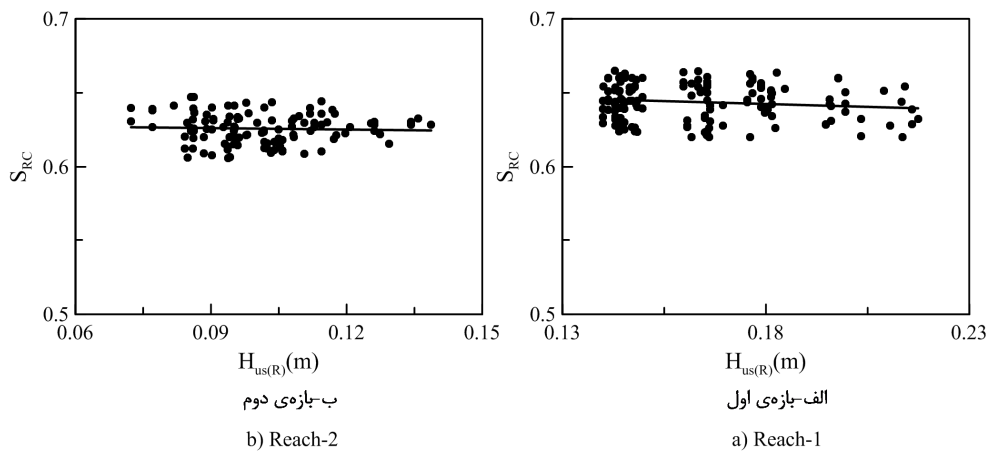 0.7
0.6
0.5
S_RC
0.06 0.09 0.12 0.15
H_us(R)(m)
ب-بازه‌ی دوم
b) Reach-2
0.7
0.6
0.5
S_RC
0.13 0.18 0.23
H_us(R)(m)
الف-بازه‌ی اول
a) Reach-1